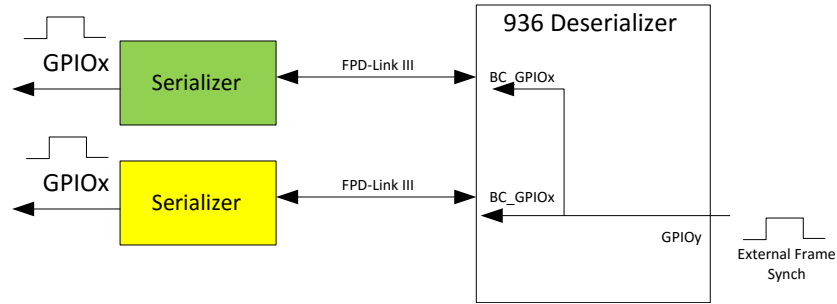 936 Deserializer
GPIOx
Serializer
FPD-Link III
BC_GPIOx
GPIOx
Serializer
FPD-Link III
BC_GPIOx
GPIOy
External Frame
Synch